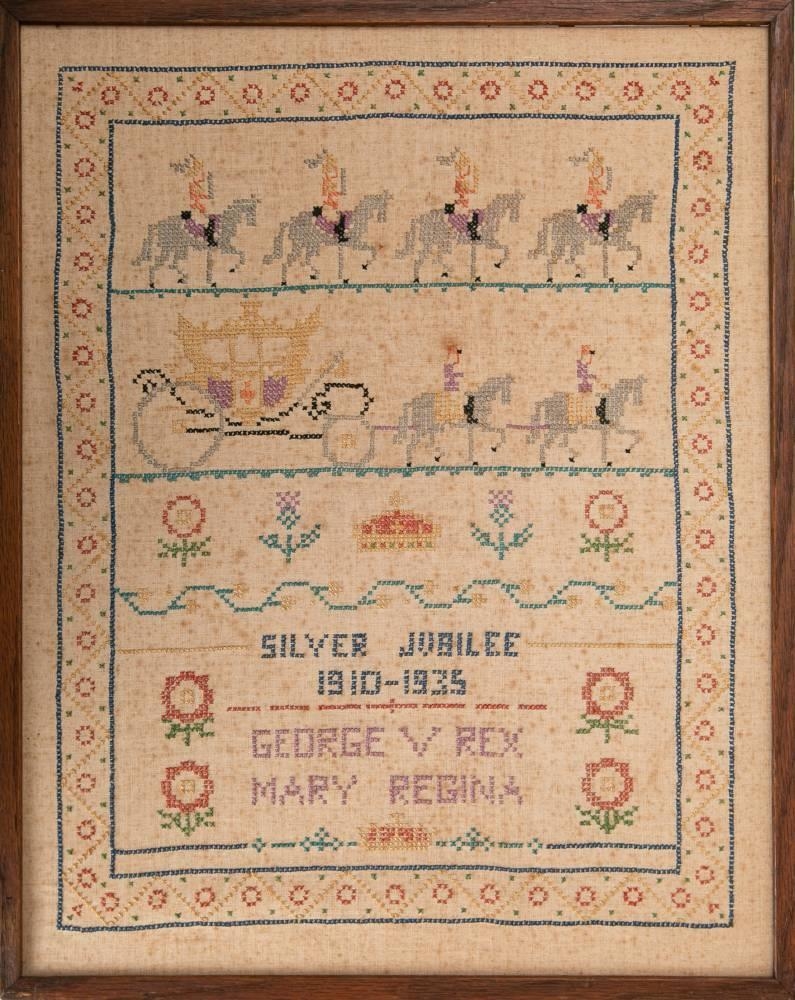 SILVER JUBILEE
1910-1935
GEORGE V REX
MARY REGINA